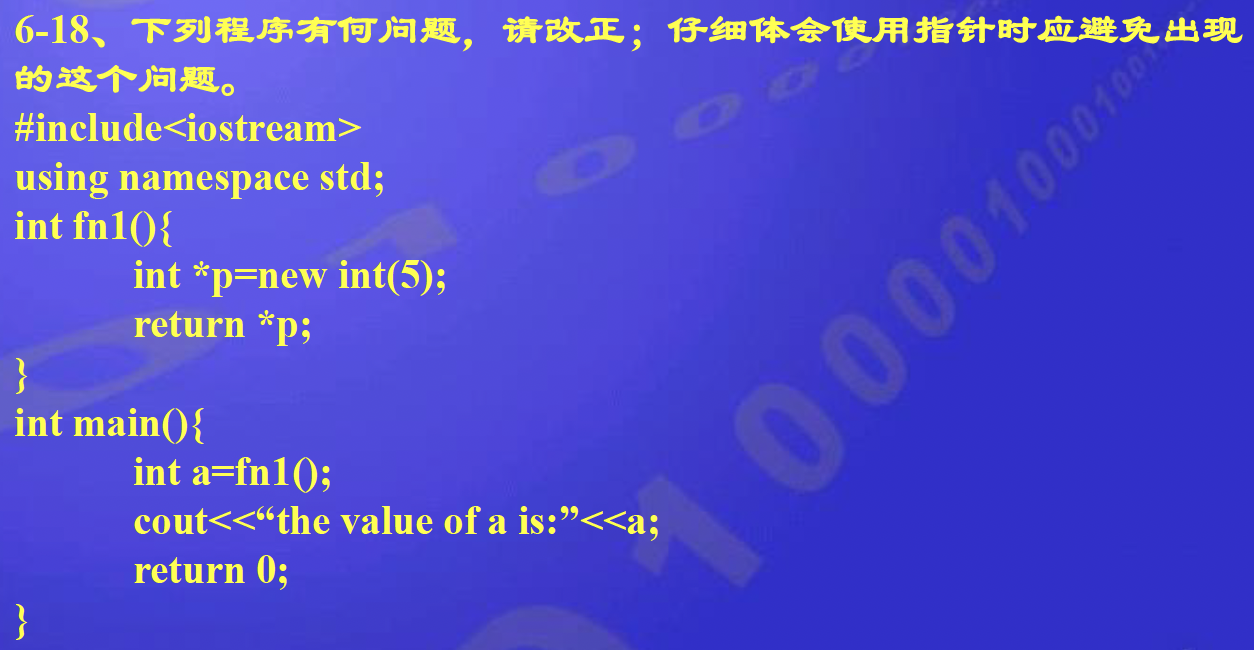 6-18、下列程序有何问题，请改正；仔细体会使用指针时应避免出现
的这个问题。
#include<iostream>
using namespace std;
int fn1(){
int *p=new int(5);
return *p;
}
int main(){
int a=fn1();
cout<<“the value of a is:”<<a;
return 0;
}